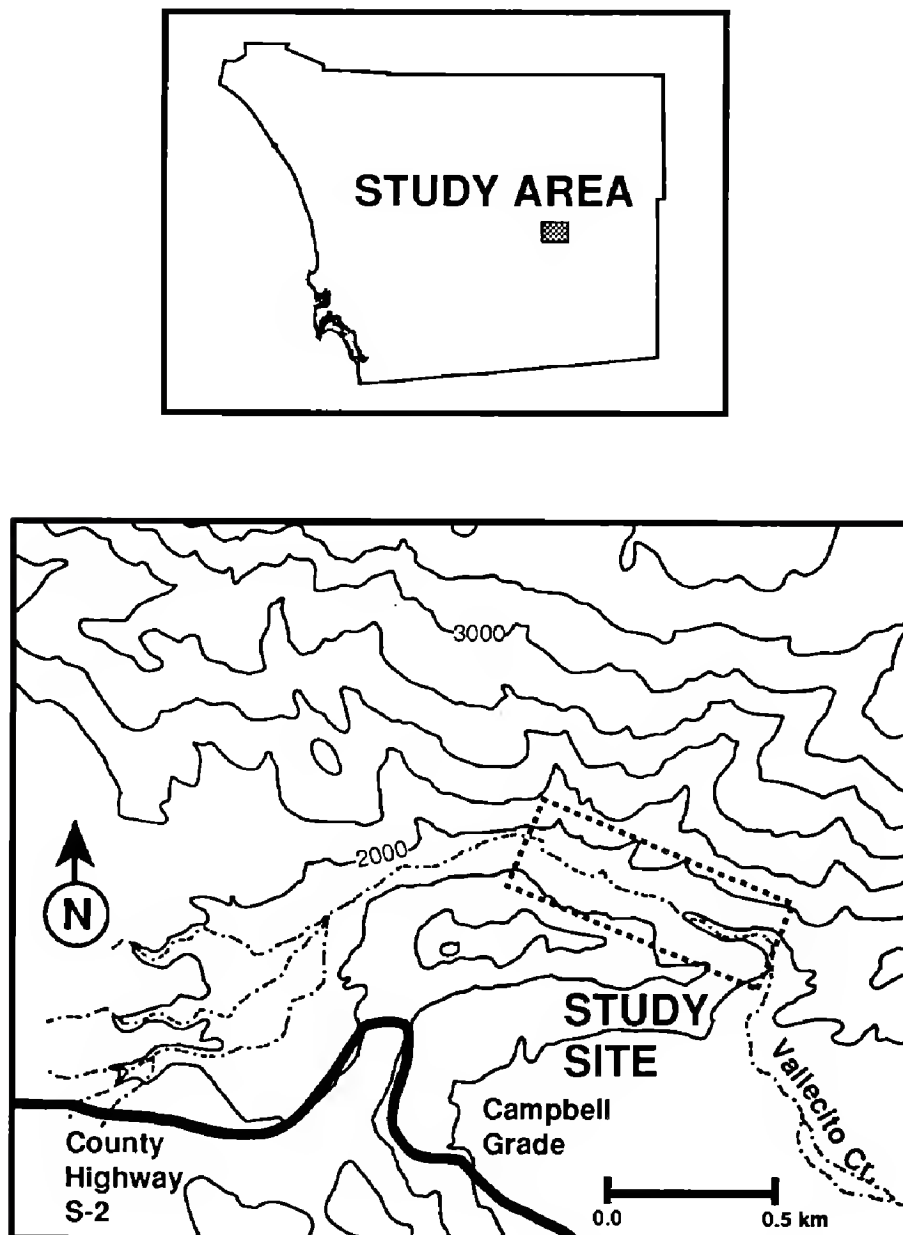 STUDY AREA
3000
2000
N
STUDY
SITE
Vallecito Cr.
Campbell
Grade
County
Highway
S-2
0.0
0.5 km